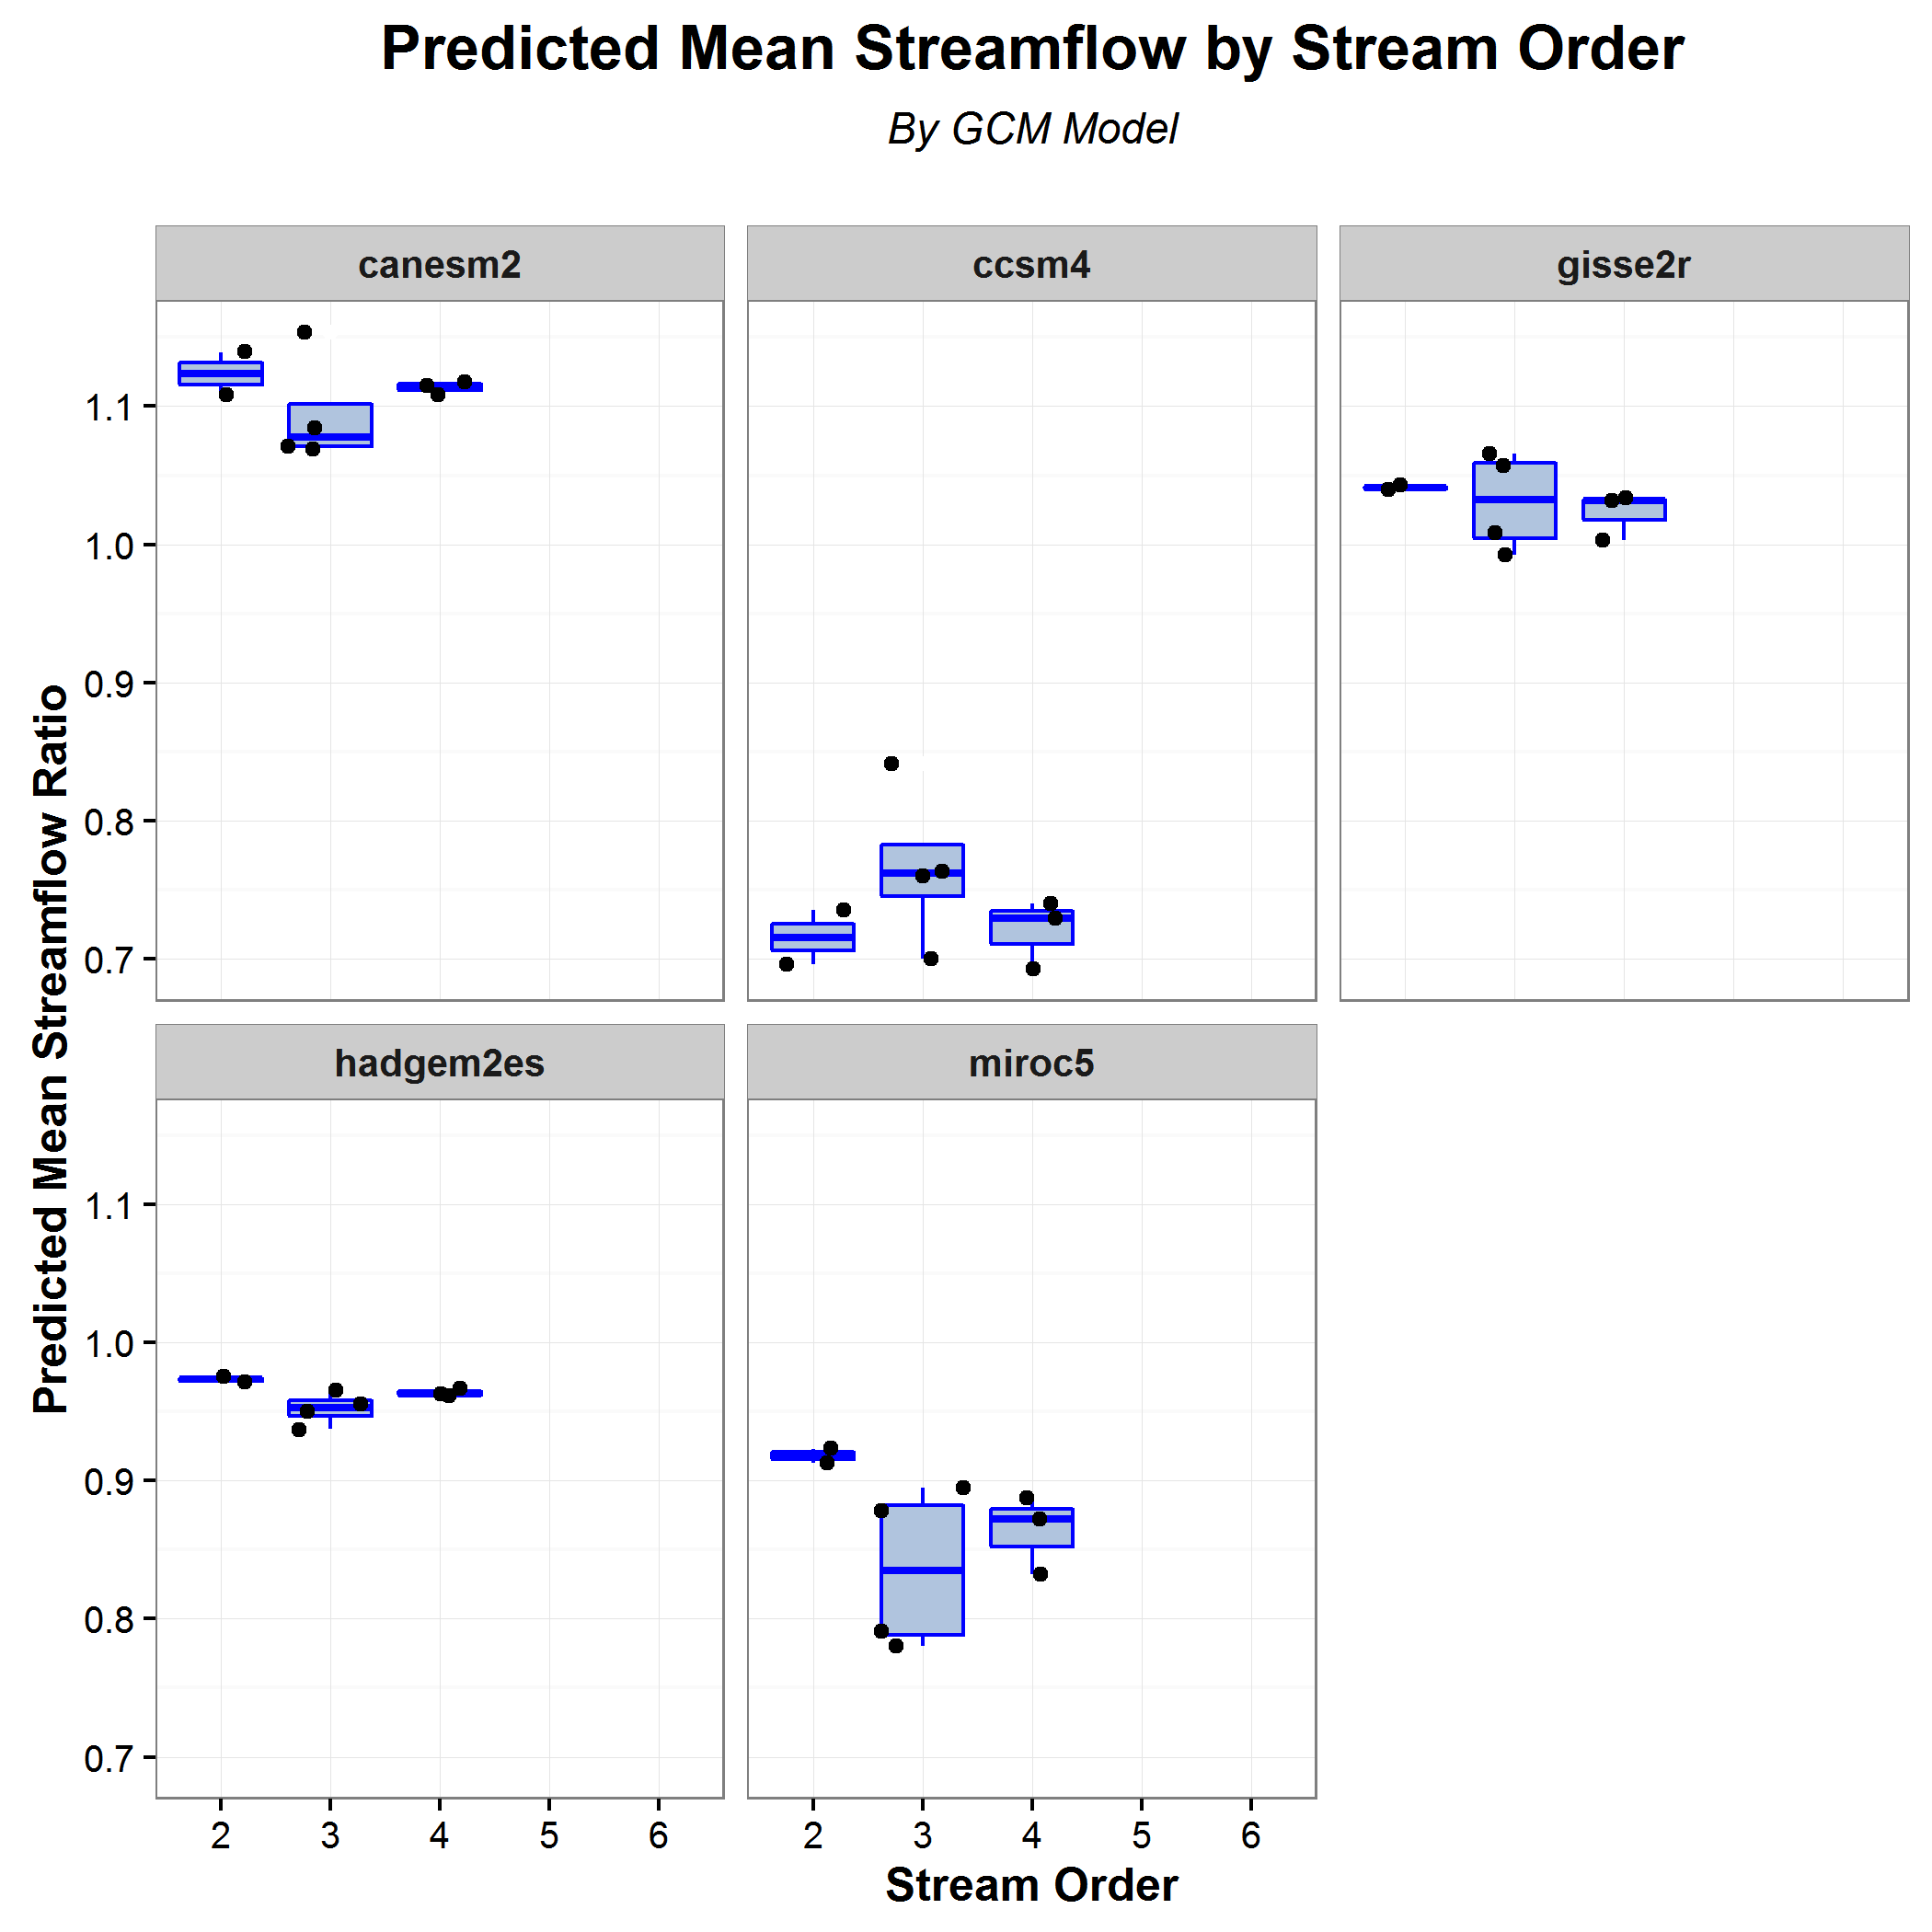 Predicted Mean Streamflow by Stream Order
By GCM Model
canesm2
ccsm4
gisse2r
1.1
1.0
0.9
0.8
0.7
hadgem2es
miroc5
1.1
1.0
0.9
0.8
0.7
2 3 4 5 6
2 3 4 5 6
Stream Order
Predicted Mean Streamflow Ratio